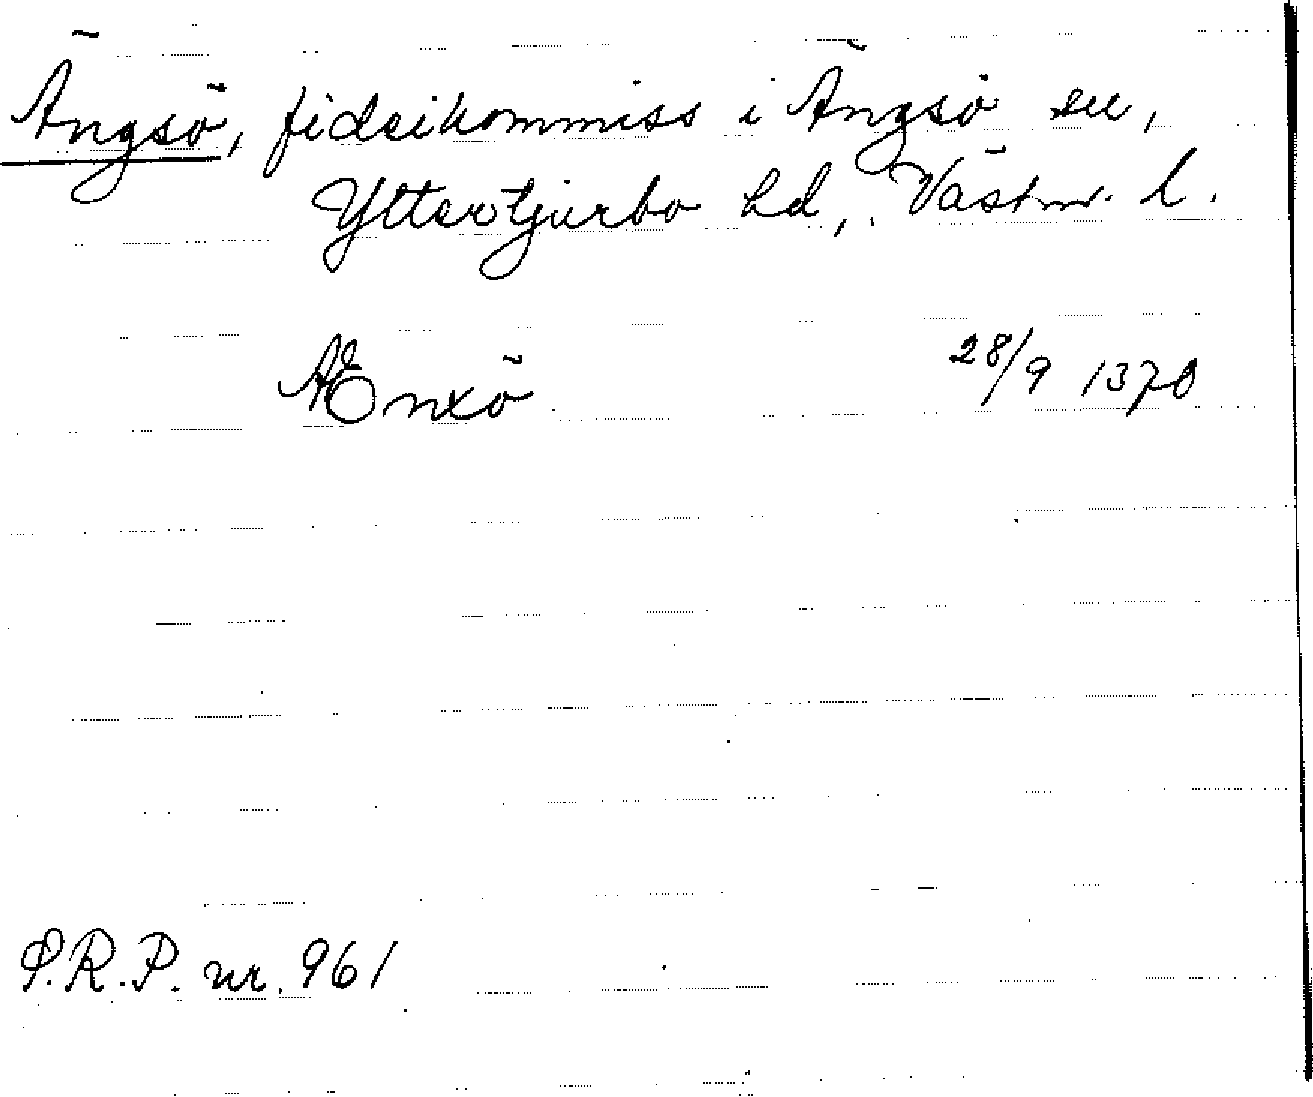 Ängsö, fideikommiss i Ängsö sn,
Yttertjurbo hd, Västm. l.
Ænxö 28/9 1370
S.R.P. nr. 961